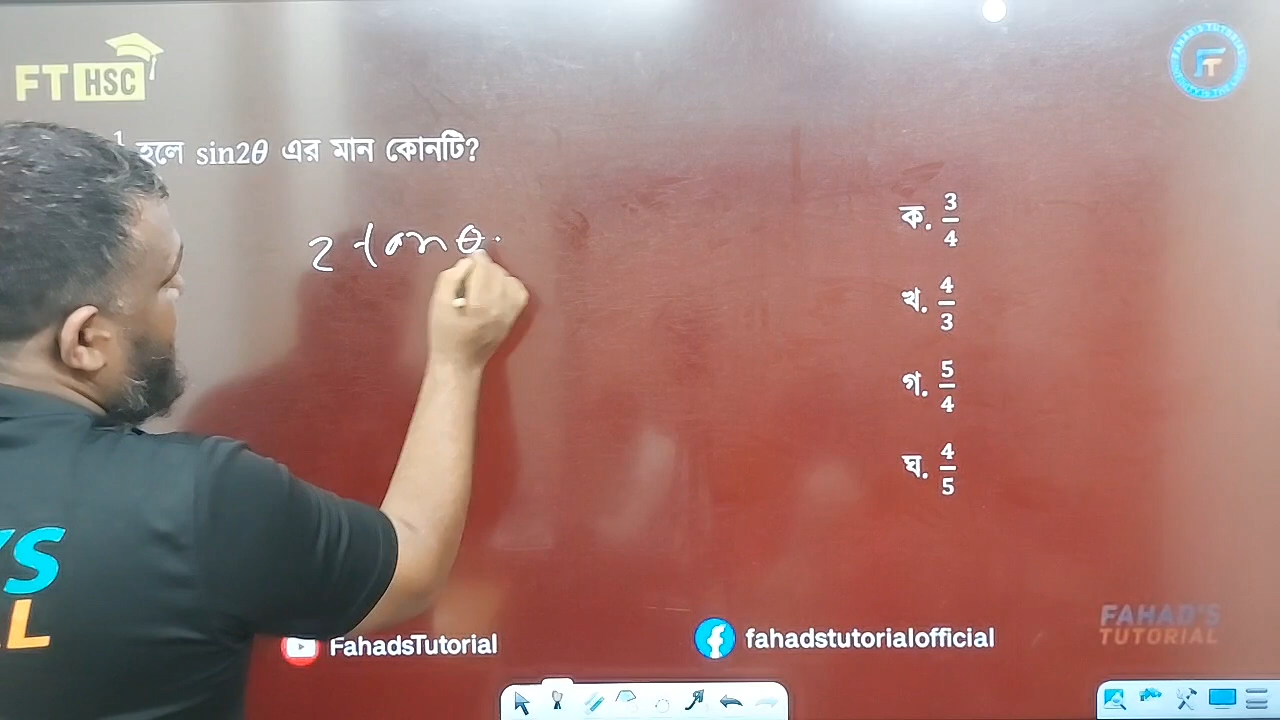 FT HSC
1 হলে sin2θ এর মান কোনটি?
2 tanθ
ক. 3/4
খ. 4/3
গ. 5/4
ঘ. 4/5
FahadsTutorial
fahadstutorialofficial
FAHAD'S
TUTORIAL